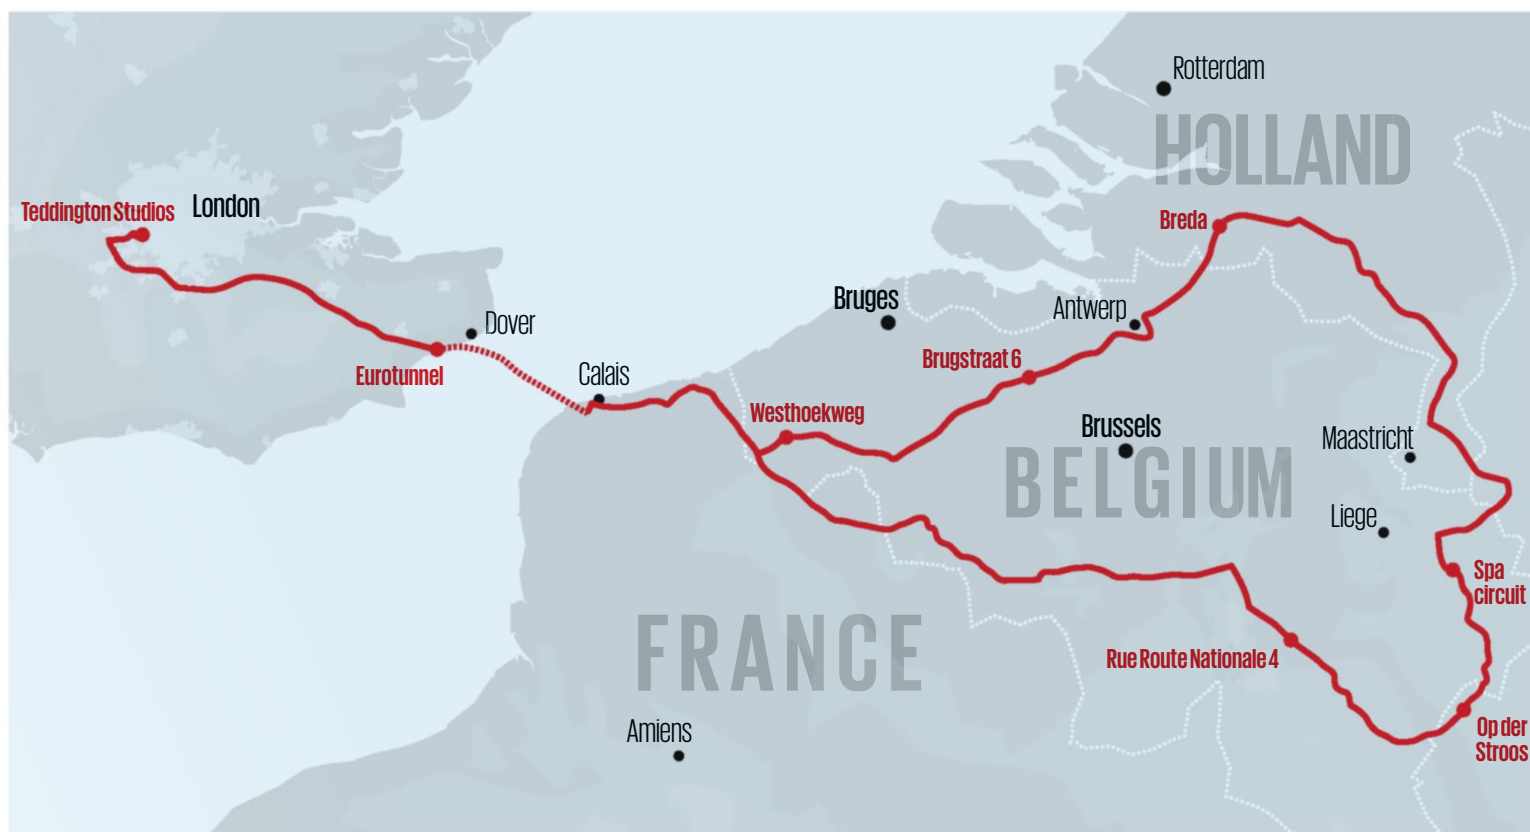 Rotterdam
HOLLAND
Teddington Studios
London
Breda
Bruges
Antwerp
Dover
Eurotunnel
Calais
Brugstraat 6
Westhoekweg
Brussels
Maastricht
BELGIUM
Liege
Spa
circuit
FRANCE
Rue Route Nationale 4
Amiens
Op der
Stroos